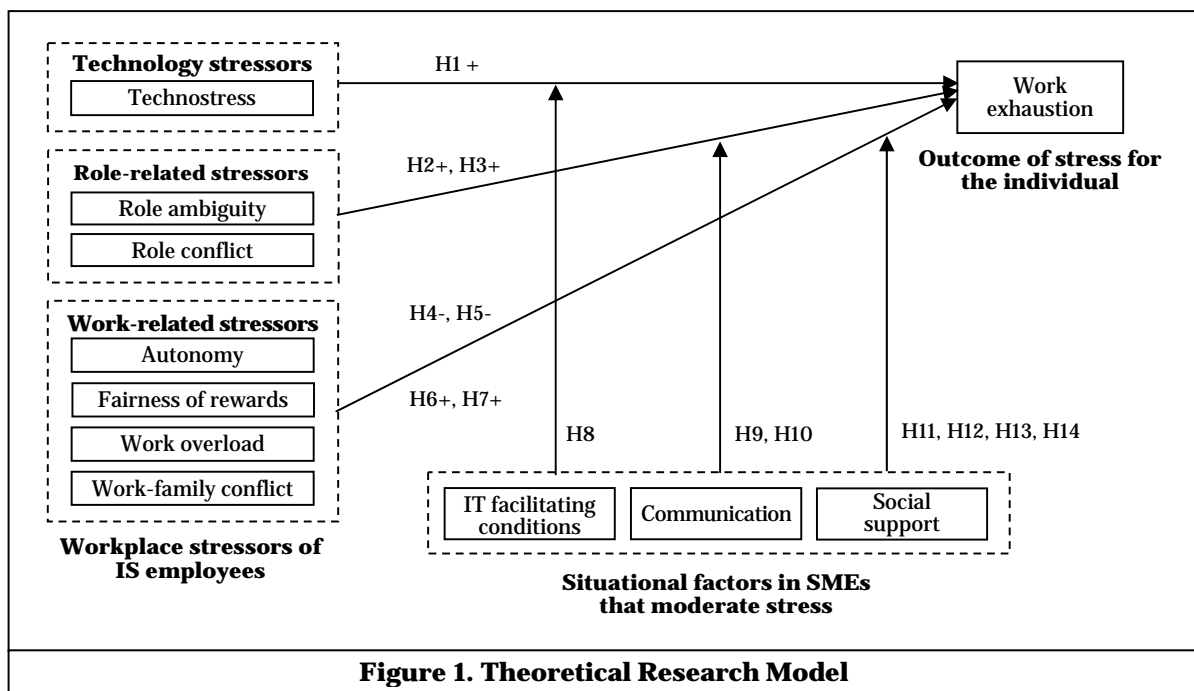 Technology stressors
Technostress
H1 +
Work
exhaustion
Outcome of stress for
the individual
Role-related stressors
Role ambiguity
Role conflict
H2+, H3+
Work-related stressors
Autonomy
Fairness of rewards
Work overload
Work-family conflict
H4-, H5-
H6+, H7+
Workplace stressors of
IS employees
H8
H9, H10
H11, H12, H13, H14
IT facilitating
conditions
Communication
Social
support
Situational factors in SMEs
that moderate stress
Figure 1. Theoretical Research Model